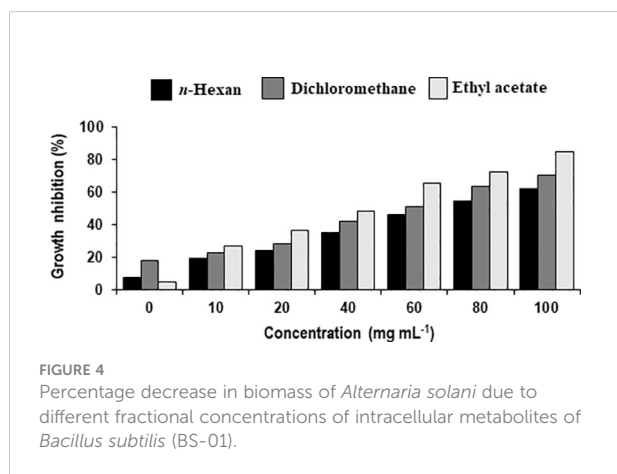 n-Hexan Dichloromethane Ethyl acetate
Growth nhibition (%)
100
80
60
40
20
0
0 10 20 40 60 80 100
Concentration (mg mL-1)
FIGURE 4
Percentage decrease in biomass of Alternaria solani due to
different fractional concentrations of intracellular metabolites of
Bacillus subtilis (BS-01).